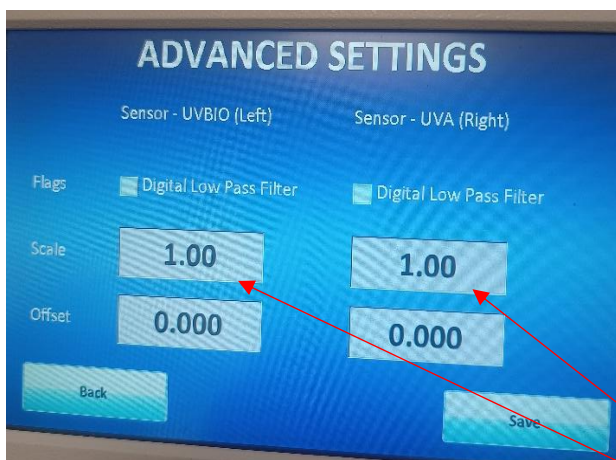 ADVANCED SETTINGS
Sensor - UVBIO (Left) Sensor - UVA (Right)
Flags Digital Low Pass Filter Digital Low Pass Filter
Scale 1.00 1.00
Offset 0.000 0.000
Back Save